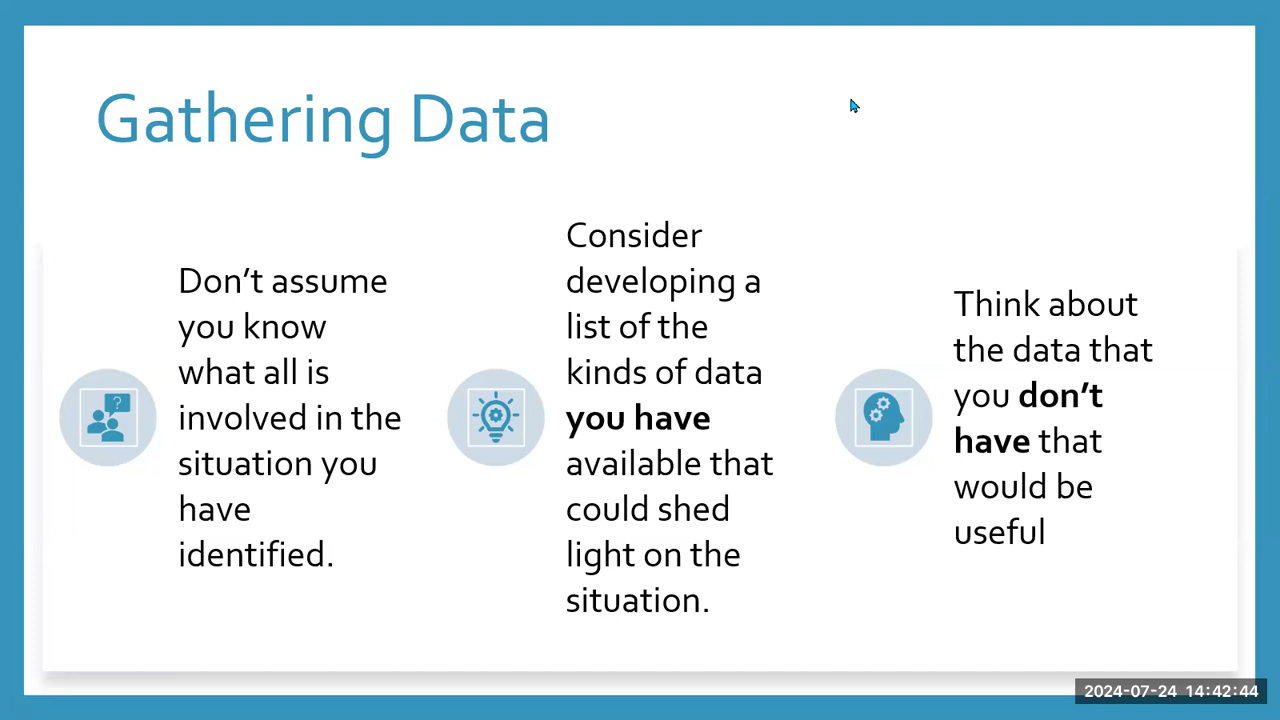 Gathering Data
Don’t assume
you know
what all is
involved in the
situation you
have
identified.
Consider
developing a
list of the
kinds of data
you have
available that
could shed
light on the
situation.
Think about
the data that
you don’t
have that
would be
useful
?
2024-07-24 14:42:44